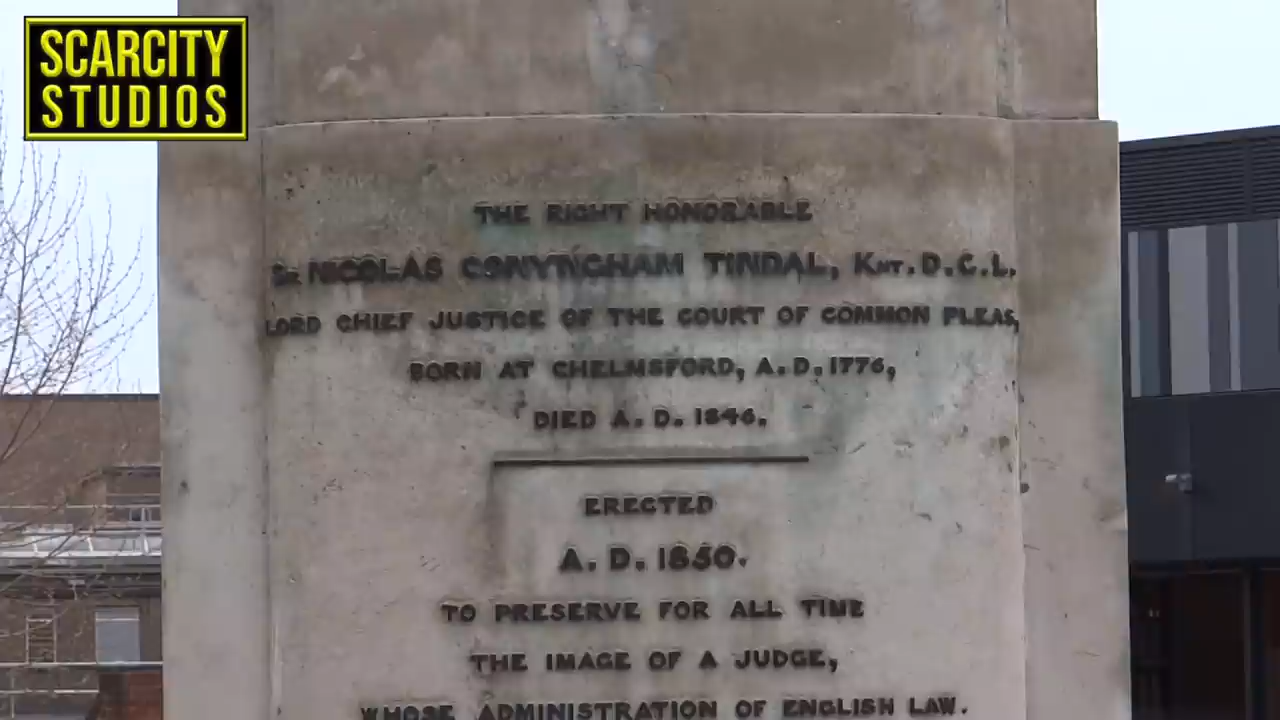 SCARCITY
STUDIOS
THE RIGHT HONORABLE
Sr. NICOLAS CONYNGHAM TINDAL, KNT. D.C.L.
LORD CHIEF JUSTICE OF THE COURT OF COMMON PLEAS,
BORN AT CHELMSFORD, A.D. 1776,
DIED A.D. 1846.
ERECTED
A.D. 1850.
TO PRESERVE FOR ALL TIME
THE IMAGE OF A JUDGE,
WHOSE ADMINISTRATION OF ENGLISH LAW.